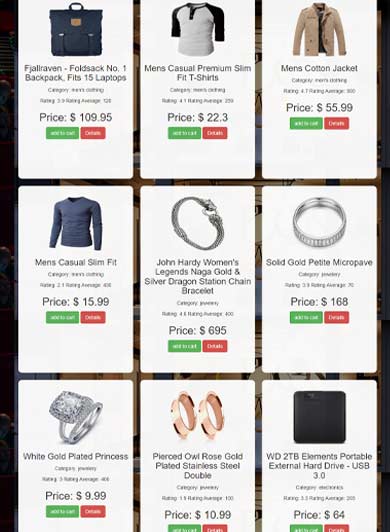 Fjallraven - Foldsack No. 1
Backpack, Fits 15 Laptops
Category: men's clothing
Rating: 3.9 Rating Average: 120
Price: $ 109.95
add to cart Details
Mens Casual Premium Slim
Fit T-Shirts
Category: men's clothing
Rating: 4.1 Rating Average: 259
Price: $ 22.3
add to cart Details
Mens Cotton Jacket
Category: men's clothing
Rating: 4.7 Rating Average: 500
Price: $ 55.99
add to cart Details
Mens Casual Slim Fit
Category: men's clothing
Rating: 2.1 Rating Average: 430
Price: $ 15.99
add to cart Details
John Hardy Women's
Legends Naga Gold &
Silver Dragon Station Chain
Bracelet
Category: jewelery
Rating: 4.6 Rating Average: 400
Price: $ 695
add to cart Details
Solid Gold Petite Micropave
Category: jewelery
Rating: 3.9 Rating Average: 70
Price: $ 168
add to cart Details
White Gold Plated Princess
Category: jewelery
Rating: 3 Rating Average: 400
Price: $ 9.99
add to cart Details
Pierced Owl Rose Gold
Plated Stainless Steel
Double
Category: jewelery
Rating: 1.9 Rating Average: 100
Price: $ 10.99
add to cart Details
WD 2TB Elements Portable
External Hard Drive - USB
3.0
Category: electronics
Rating: 3.3 Rating Average: 203
Price: $ 64
add to cart Details